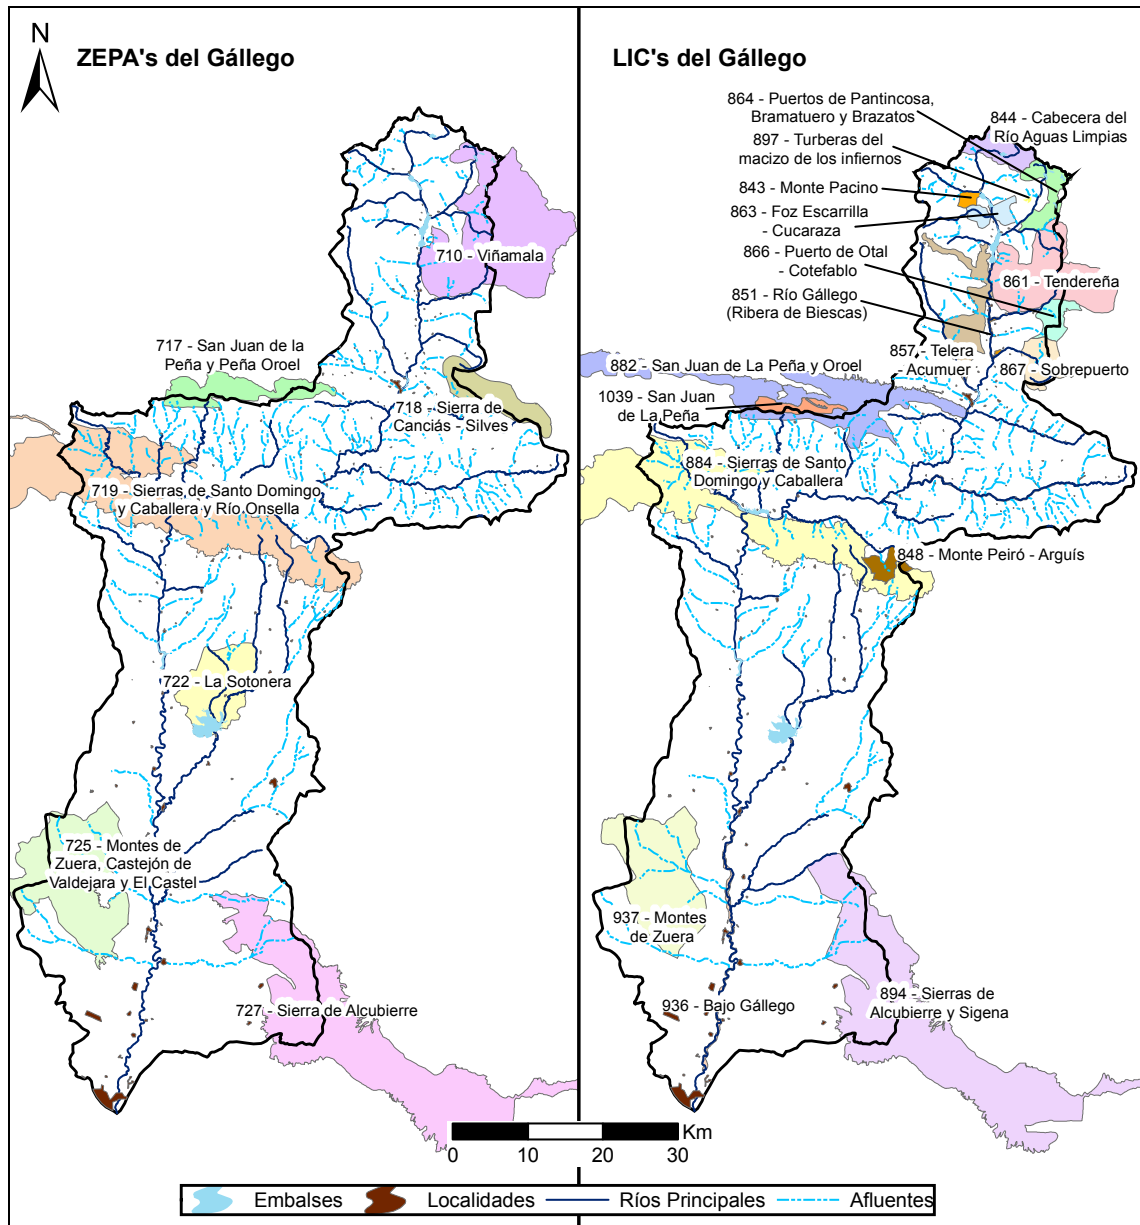 N
ZEPA's del Gállego
710 - Viñamala
717 - San Juan de la
Peña y Peña Oroel
718 - Sierra de
Canciás - Silves
719 - Sierras de Santo Domingo
y Caballera y Río Onsella
722 - La Sotonera
725 - Montes de
Zuera, Castejón de
Valdejara y El Castel
727 - Sierra de Alcubierre
LIC's del Gállego
864 - Puertos de Pantincosa,
Bramatuero y Brazatos
844 - Cabecera del
Río Aguas Limpias
897 - Turberas del
macizo de los infiernos
843 - Monte Pacino
863 - Foz Escarrilla
- Cucaraza
866 - Puerto de Otal
- Cotefablo
861 - Tendereña
851 - Río Gállego
(Ribera de Biescas)
857 - Telera
- Acumuer
867 - Sobrepuerto
882 - San Juan de La Peña y Oroel
1039 - San Juan
de La Peña
884 - Sierras de Santo
Domingo y Caballera
848 - Monte Peiró - Arguís
937 - Montes
de Zuera
936 - Bajo Gállego
894 - Sierras de
Alcubierre y Sigena
Km
0 10 20 30
Embalses Localidades Ríos Principales Afluentes